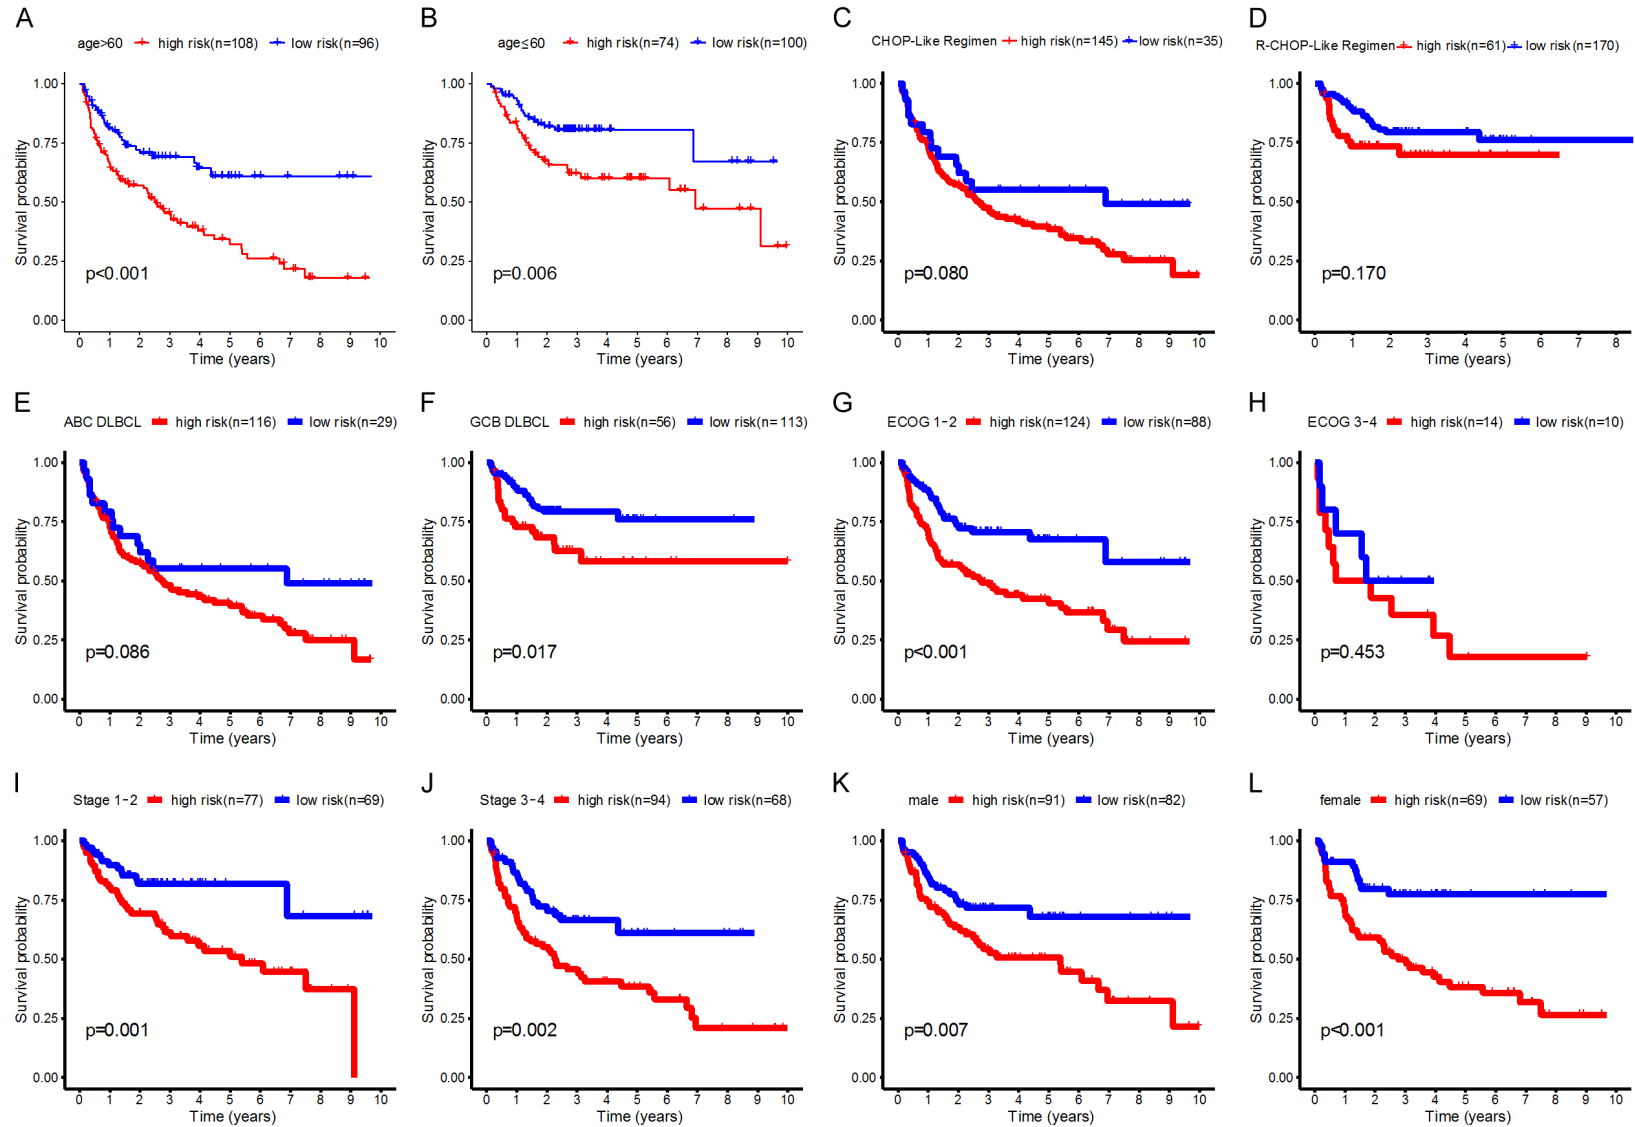 A
age>60 high risk(n=108) low risk(n=96)
Survival probability
1.00
0.75
0.50
0.25
0.00
p<0.001
0 1 2 3 4 5 6 7 8 9 10
Time (years)
B
age≤60 high risk(n=74) low risk(n=100)
Survival probability
1.00
0.75
0.50
0.25
0.00
p=0.006
0 1 2 3 4 5 6 7 8 9 10
Time (years)
C
CHOP-Like Regimen high risk(n=145) low risk(n=35)
Survival probability
1.00
0.75
0.50
0.25
0.00
p=0.080
0 1 2 3 4 5 6 7 8 9 10
Time (years)
D
R-CHOP-Like Regimen high risk(n=61) low risk(n=170)
Survival probability
1.00
0.75
0.50
0.25
0.00
p=0.170
0 1 2 3 4 5 6 7 8
Time (years)
E
ABC DLBCL high risk(n=116) low risk(n=29)
Survival probability
1.00
0.75
0.50
0.25
0.00
p=0.086
0 1 2 3 4 5 6 7 8 9 10
Time (years)
F
GCB DLBCL high risk(n=56) low risk(n=113)
Survival probability
1.00
0.75
0.50
0.25
0.00
p=0.017
0 1 2 3 4 5 6 7 8 9 10
Time (years)
G
ECOG 1-2 high risk(n=124) low risk(n=88)
Survival probability
1.00
0.75
0.50
0.25
0.00
p<0.001
0 1 2 3 4 5 6 7 8 9 10
Time (years)
H
ECOG 3-4 high risk(n=14) low risk(n=10)
Survival probability
1.00
0.75
0.50
0.25
0.00
p=0.453
0 1 2 3 4 5 6 7 8 9 10
Time (years)
I
Stage 1-2 high risk(n=77) low risk(n=69)
Survival probability
1.00
0.75
0.50
0.25
0.00
p=0.001
0 1 2 3 4 5 6 7 8 9 10
Time (years)
J
Stage 3-4 high risk(n=94) low risk(n=68)
Survival probability
1.00
0.75
0.50
0.25
0.00
p=0.002
0 1 2 3 4 5 6 7 8 9 10
Time (years)
K
male high risk(n=91) low risk(n=82)
Survival probability
1.00
0.75
0.50
0.25
0.00
p=0.007
0 1 2 3 4 5 6 7 8 9 10
Time (years)
L
female high risk(n=69) low risk(n=57)
Survival probability
1.00
0.75
0.50
0.25
0.00
p<0.001
0 1 2 3 4 5 6 7 8 9 10
Time (years)